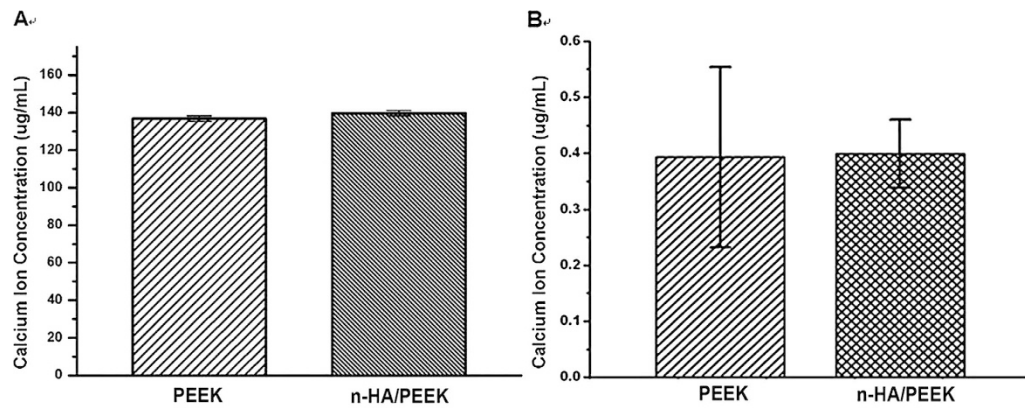 A
Calcium Ion Concentration (ug/mL)
160
140
120
100
80
60
40
20
0
PEEK
n-HA/PEEK
B
Calcium Ion Concentration (ug/mL)
0.6
0.5
0.4
0.3
0.2
0.1
0.0
PEEK
n-HA/PEEK